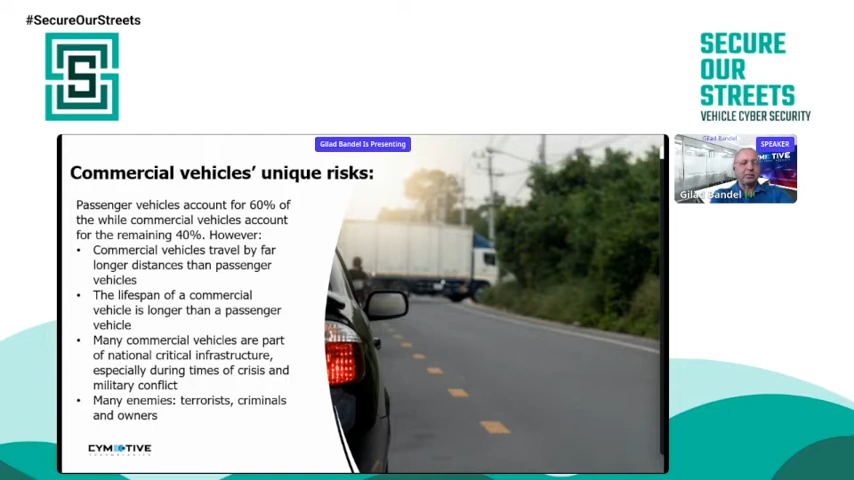 #SecureOurStreets
S
SECURE
OUR
STREETS
VEHICLE CYBER SECURITY
Gilad Bandel Is Presenting
Gilad Bandel
SPEAKER
Gilad Bandel
Commercial vehicles' unique risks:
Passenger vehicles account for 60% of
the while commercial vehicles account
for the remaining 40%. However:
• Commercial vehicles travel by far
longer distances than passenger
vehicles
• The lifespan of a commercial
vehicle is longer than a passenger
vehicle
• Many commercial vehicles are part
of national critical infrastructure,
especially during times of crisis and
military conflict
• Many enemies: terrorists, criminals
and owners
CYMOTIVE